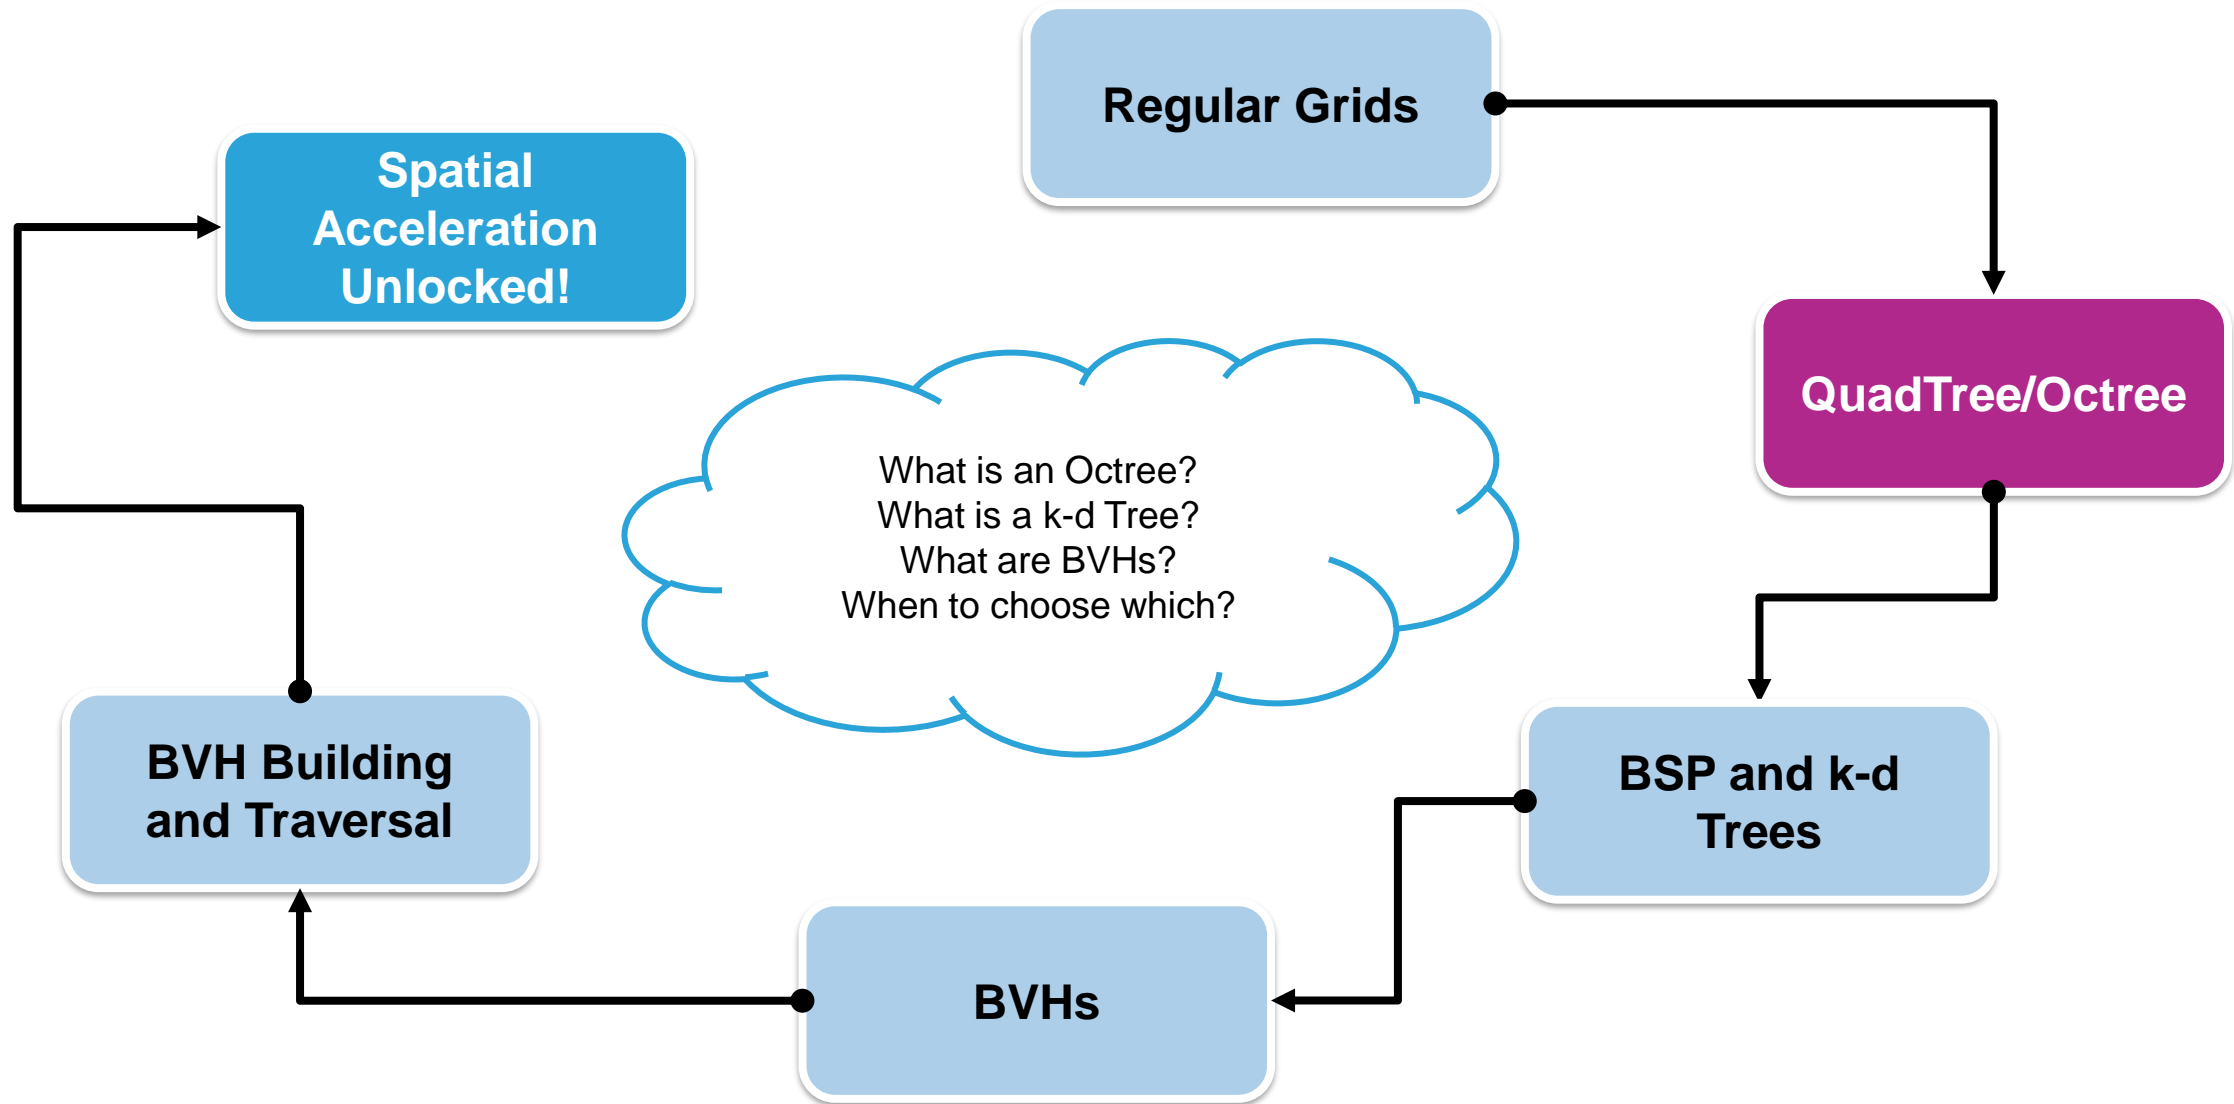 Regular Grids
Spatial
Acceleration
Unlocked!
QuadTree/Octree
What is an Octree?
What is a k-d Tree?
What are BVHs?
When to choose which?
BSP and k-d
Trees
BVH Building
and Traversal
BVHs